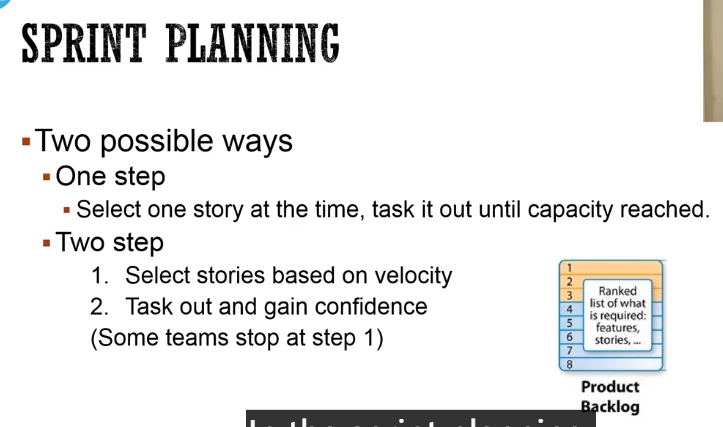 SPRINT PLANNING
Two possible ways
One step
Select one story at the time, task it out until capacity reached.
Two step
1. Select stories based on velocity
2. Task out and gain confidence
(Some teams stop at step 1)
1
2
3
4
5
6
7
8
Ranked
list of what
is required:
features,
stories, ...
Product
Backlog